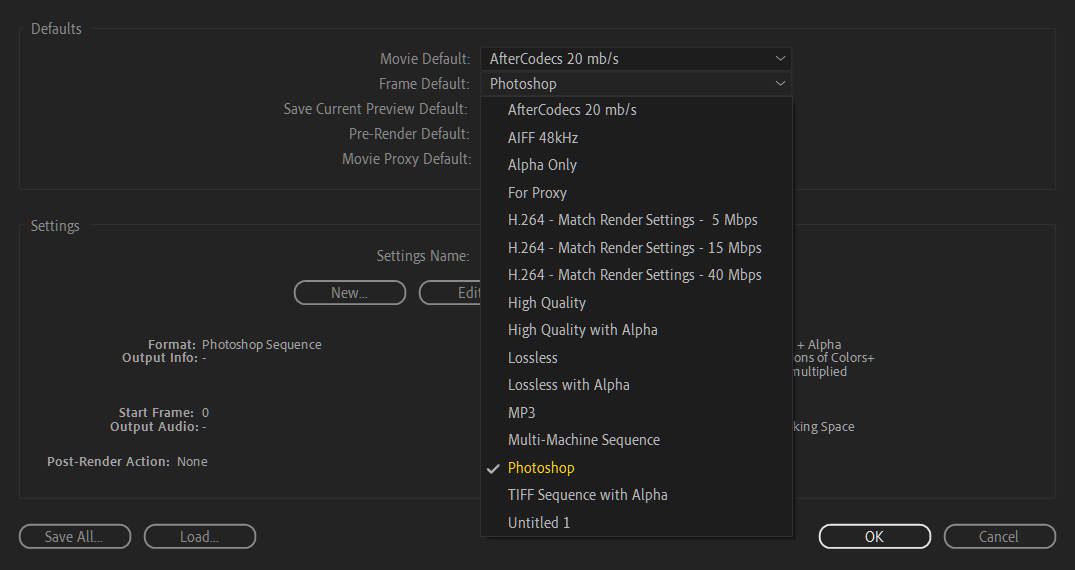 Defaults
Movie Default: AfterCodecs 20 mb/s
Frame Default: Photoshop
Save Current Preview Default:
Pre-Render Default:
Movie Proxy Default:
AfterCodecs 20 mb/s
AIFF 48kHz
Alpha Only
For Proxy
H.264 - Match Render Settings -  5 Mbps
H.264 - Match Render Settings - 15 Mbps
H.264 - Match Render Settings - 40 Mbps
High Quality
High Quality with Alpha
Lossless
Lossless with Alpha
MP3
Multi-Machine Sequence
Photoshop
TIFF Sequence with Alpha
Untitled 1
Settings
Settings Name:
New... Edit
Format: Photoshop Sequence
Output Info: -
+ Alpha
ons of Colors+
multiplied
Start Frame: 0
Output Audio: -
king Space
Post-Render Action: None
Save All... Load... OK Cancel